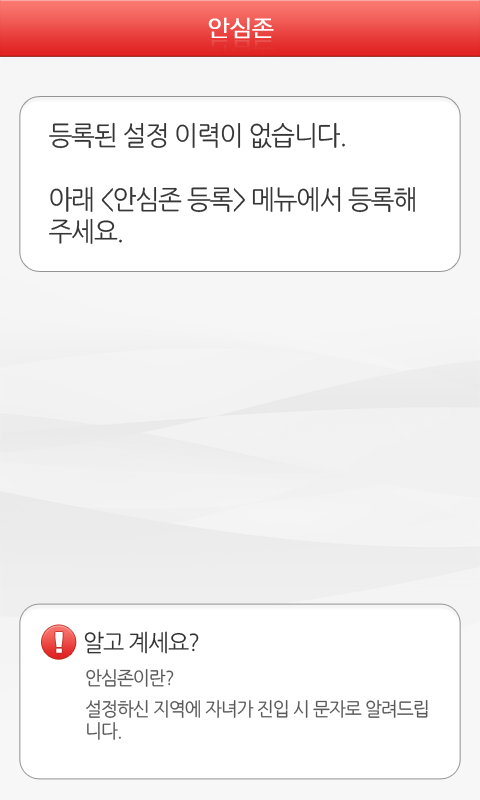 안심존
등록된 설정 이력이 없습니다.
아래 <안심존 등록> 메뉴에서 등록해
주세요.
알고 계세요?
안심존이란?
설정하신 지역에 자녀가 진입 시 문자로 알려드립
니다.